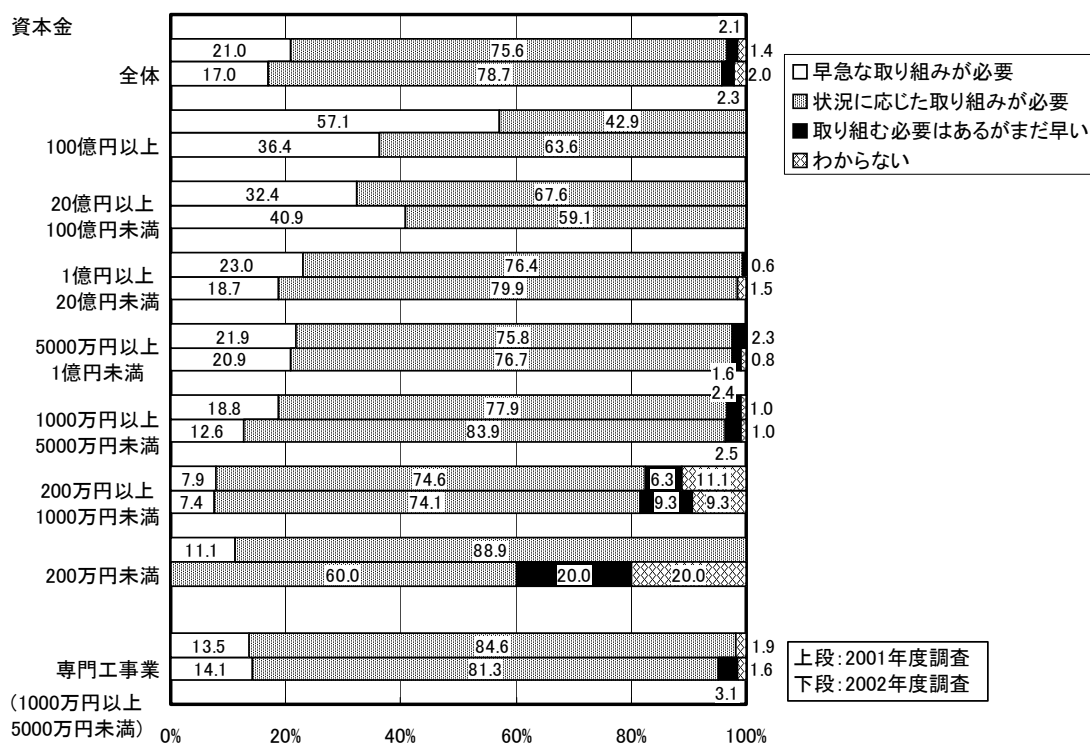 資本金
2.1
21.0 75.6 1.4
全体
17.0 78.7 2.0
2.3
57.1 42.9
100億円以上
36.4 63.6
32.4 67.6
20億円以上
100億円未満
40.9 59.1
23.0 76.4 0.6
1億円以上
20億円未満
18.7 79.9 1.5
21.9 75.8 2.3
5000万円以上
1億円未満
20.9 76.7 0.8
1.6
2.4
18.8 77.9 1.0
1000万円以上
5000万円未満
12.6 83.9 1.0
2.5
7.9 74.6 6.3 11.1
200万円以上
1000万円未満
7.4 74.1 9.3 9.3
11.1 88.9
200万円未満
60.0 20.0 20.0
13.5 84.6 1.9
専門工事業
14.1 81.3 1.6
(1000万円以上
5000万円未満)
3.1
0% 20% 40% 60% 80% 100%
早急な取り組みが必要
状況に応じた取り組みが必要
取り組む必要はあるがまだ早い
わからない
上段:2001年度調査
下段:2002年度調査